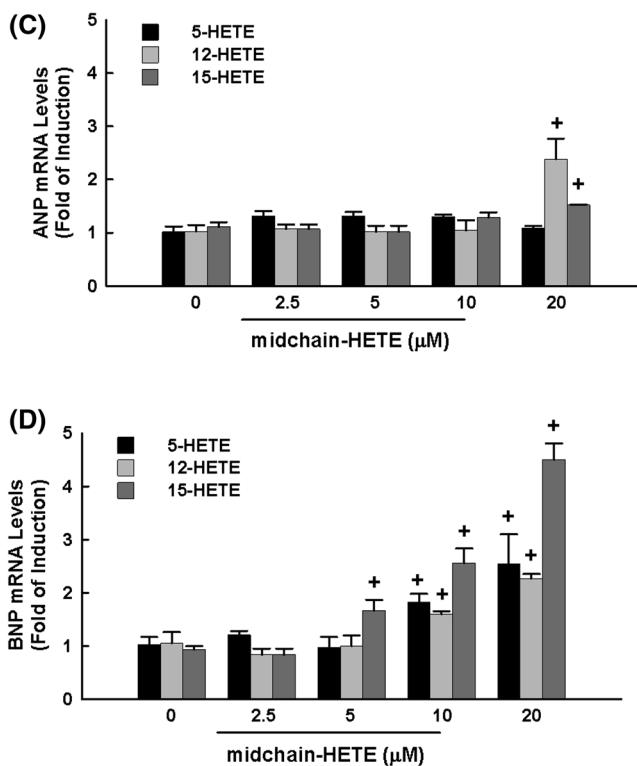 (C)
5
4
3
2
1
0
ANP mRNA Levels
(Fold of Induction)
5-HETE
12-HETE
15-HETE
+
+
0 2.5 5 10 20
midchain-HETE (μM)
(D)
5
4
3
2
1
0
BNP mRNA Levels
(Fold of Induction)
5-HETE
12-HETE
15-HETE
+
+
+
+
+
+
+
0 2.5 5 10 20
midchain-HETE (μM)